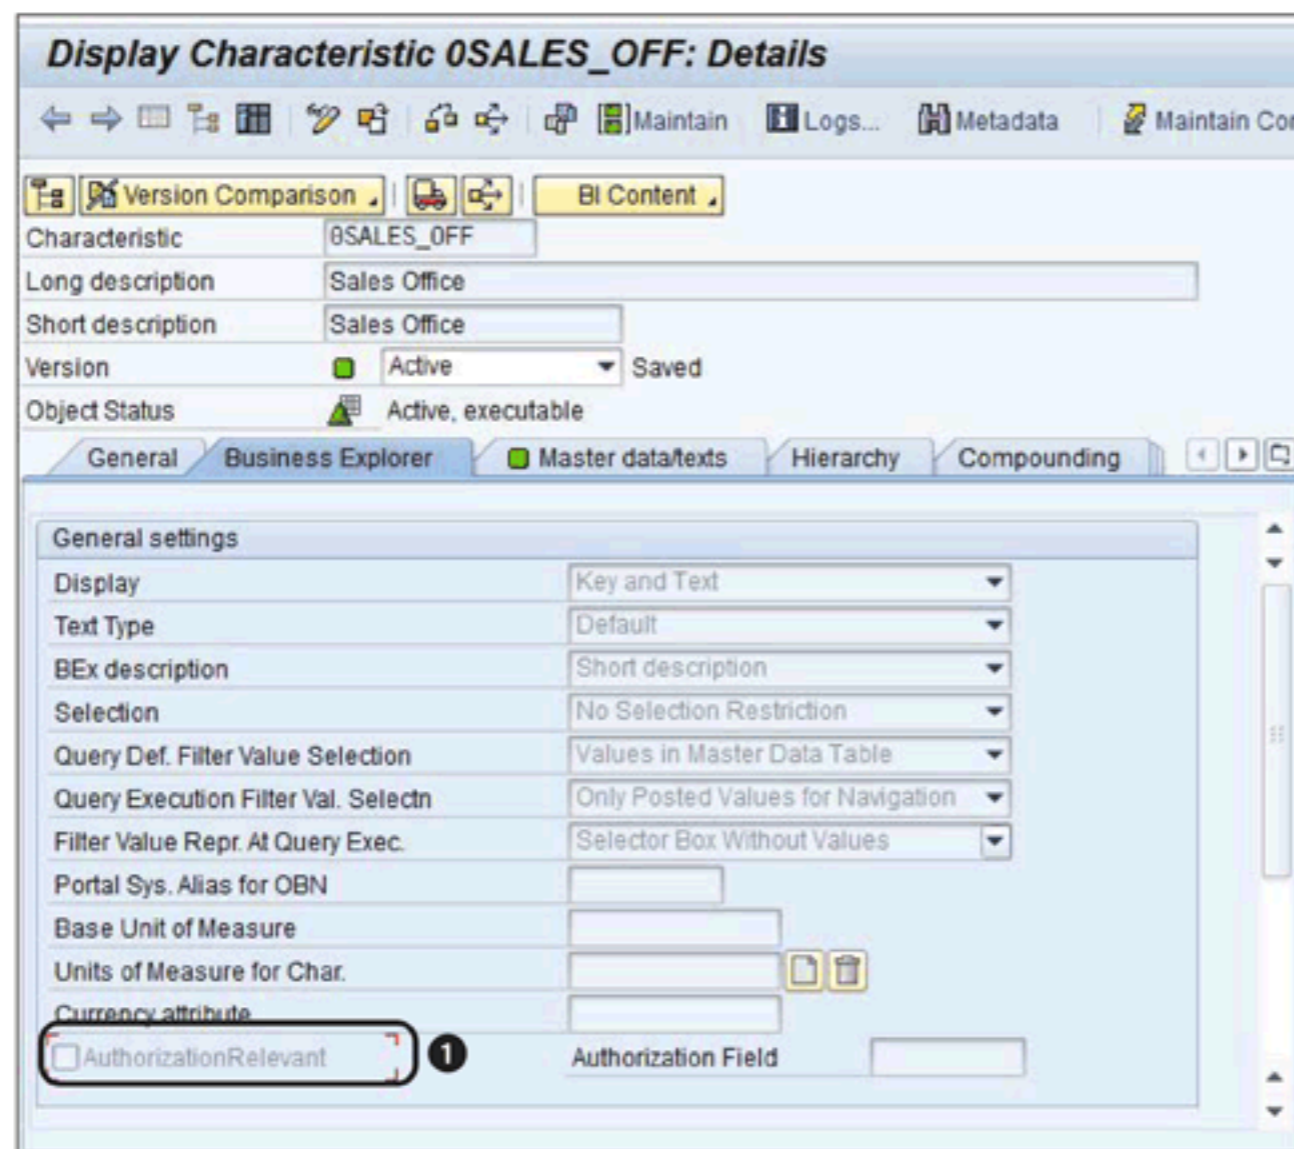 Display Characteristic 0SALES_OFF: Details
Maintain Logs... Metadata Maintain Cor
Version Comparison BI Content
Characteristic 0SALES_OFF
Long description Sales Office
Short description Sales Office
Version Active Saved
Object Status Active, executable
General Business Explorer Master data/texts Hierarchy Compounding
General settings
Display Key and Text
Text Type Default
BEx description Short description
Selection No Selection Restriction
Query Def. Filter Value Selection Values in Master Data Table
Query Execution Filter Val. Selectn Only Posted Values for Navigation
Filter Value Repr. At Query Exec. Selector Box Without Values
Portal Sys. Alias for OBN
Base Unit of Measure
Units of Measure for Char.
Currency attribute
AuthorizationRelevant 1 Authorization Field